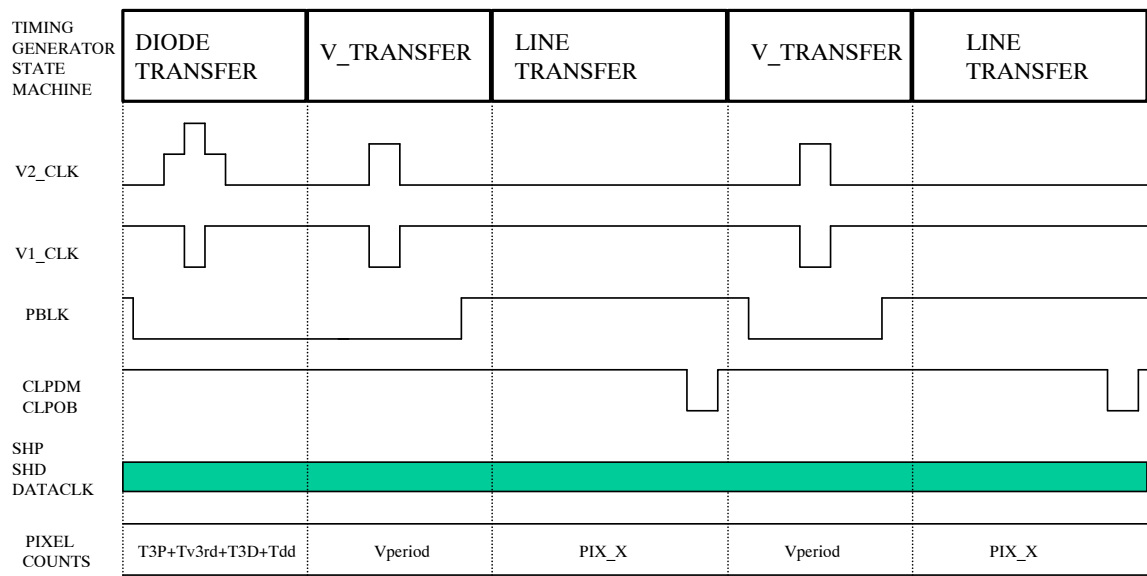 TIMING
GENERATOR
STATE
MACHINE
DIODE
TRANSFER
V_TRANSFER
LINE
TRANSFER
V_TRANSFER
LINE
TRANSFER
V2_CLK
V1_CLK
PBLK
CLPDM
CLPOB
SHP
SHD
DATACLK
PIXEL
COUNTS
T3P+Tv3rd+T3D+Tdd
Vperiod
PIX_X
Vperiod
PIX_X